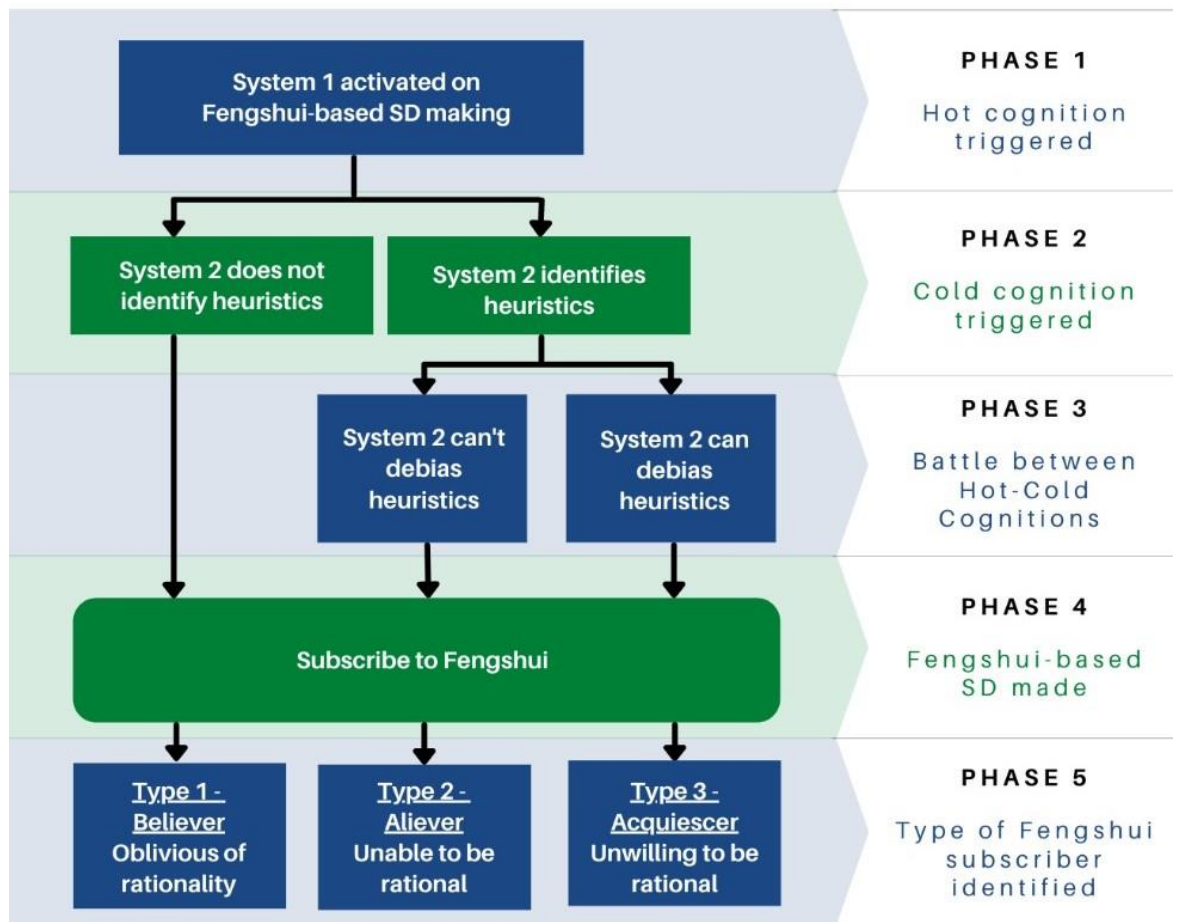 System 1 activated on
Fengshui-based SD making
PHASE 1
Hot cognition
triggered
System 2 does not
identify heuristics
System 2 identifies
heuristics
PHASE 2
Cold cognition
triggered
System 2 can't
debias
heuristics
System 2 can
debias
heuristics
PHASE 3
Battle between
Hot-Cold
Cognitions
Subscribe to Fengshui
PHASE 4
Fengshui-based
SD made
Type 1 -
Believer
Oblivious of
rationality
Type 2 -
Aliever
Unable to be
rational
Type 3 -
Acquiescer
Unwilling to be
rational
PHASE 5
Type of Fengshui
subscriber
identified